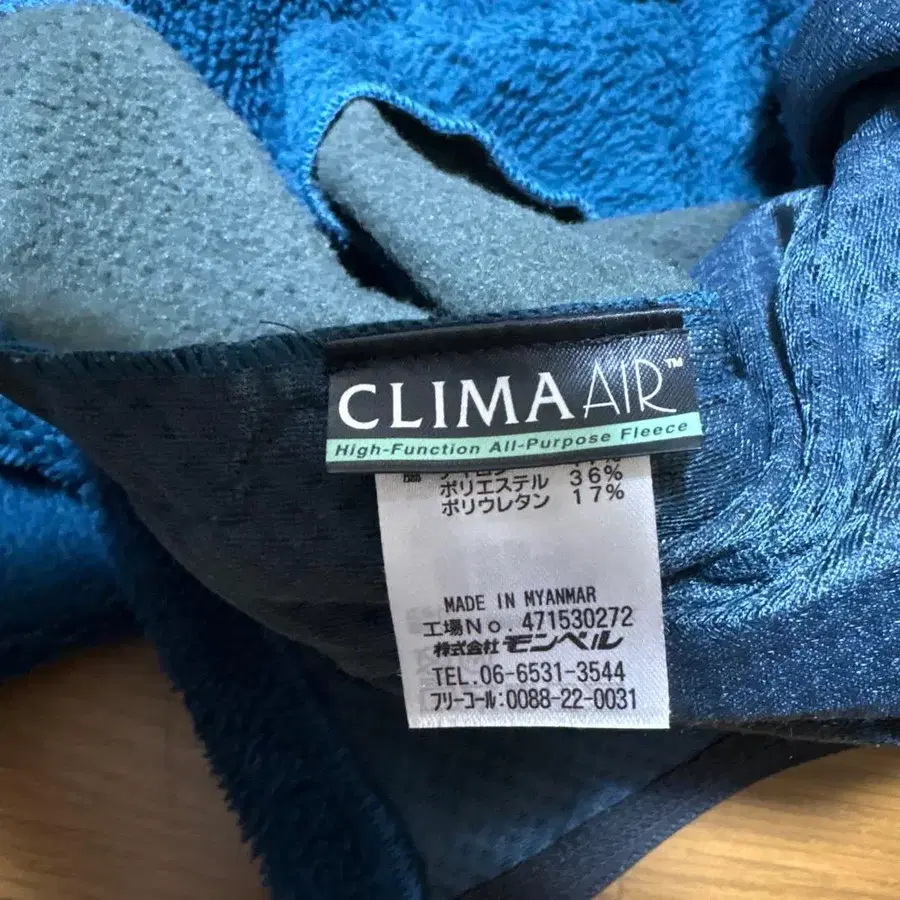 CLIMAAIR™
High-Function All-Purpose Fleece
ポリエステル 36%
ポリウレタン 17%
MADE IN MYANMAR
工場No. 471530272
株式会社 モンベル
TEL.06-6531-3544
フリーコール:0088-22-0031